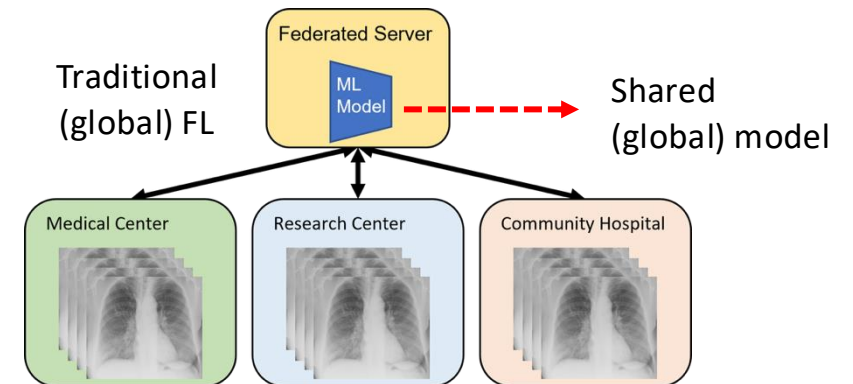 Federated Server
Traditional
(global) FL
ML
Model
Shared
(global) model
Medical Center
Research Center
Community Hospital